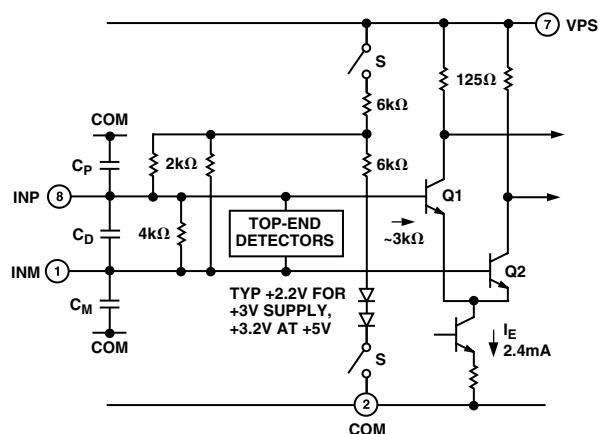 7 VPS
S
125Ω
6kΩ
COM
CP
2kΩ
6kΩ
INP 8
Q1
CD
4kΩ
TOP-END
DETECTORS
~3kΩ
INM 1
Q2
CM
TYP +2.2V FOR
+3V SUPPLY,
+3.2V AT +5V
COM
S
IE
2.4mA
2
COM